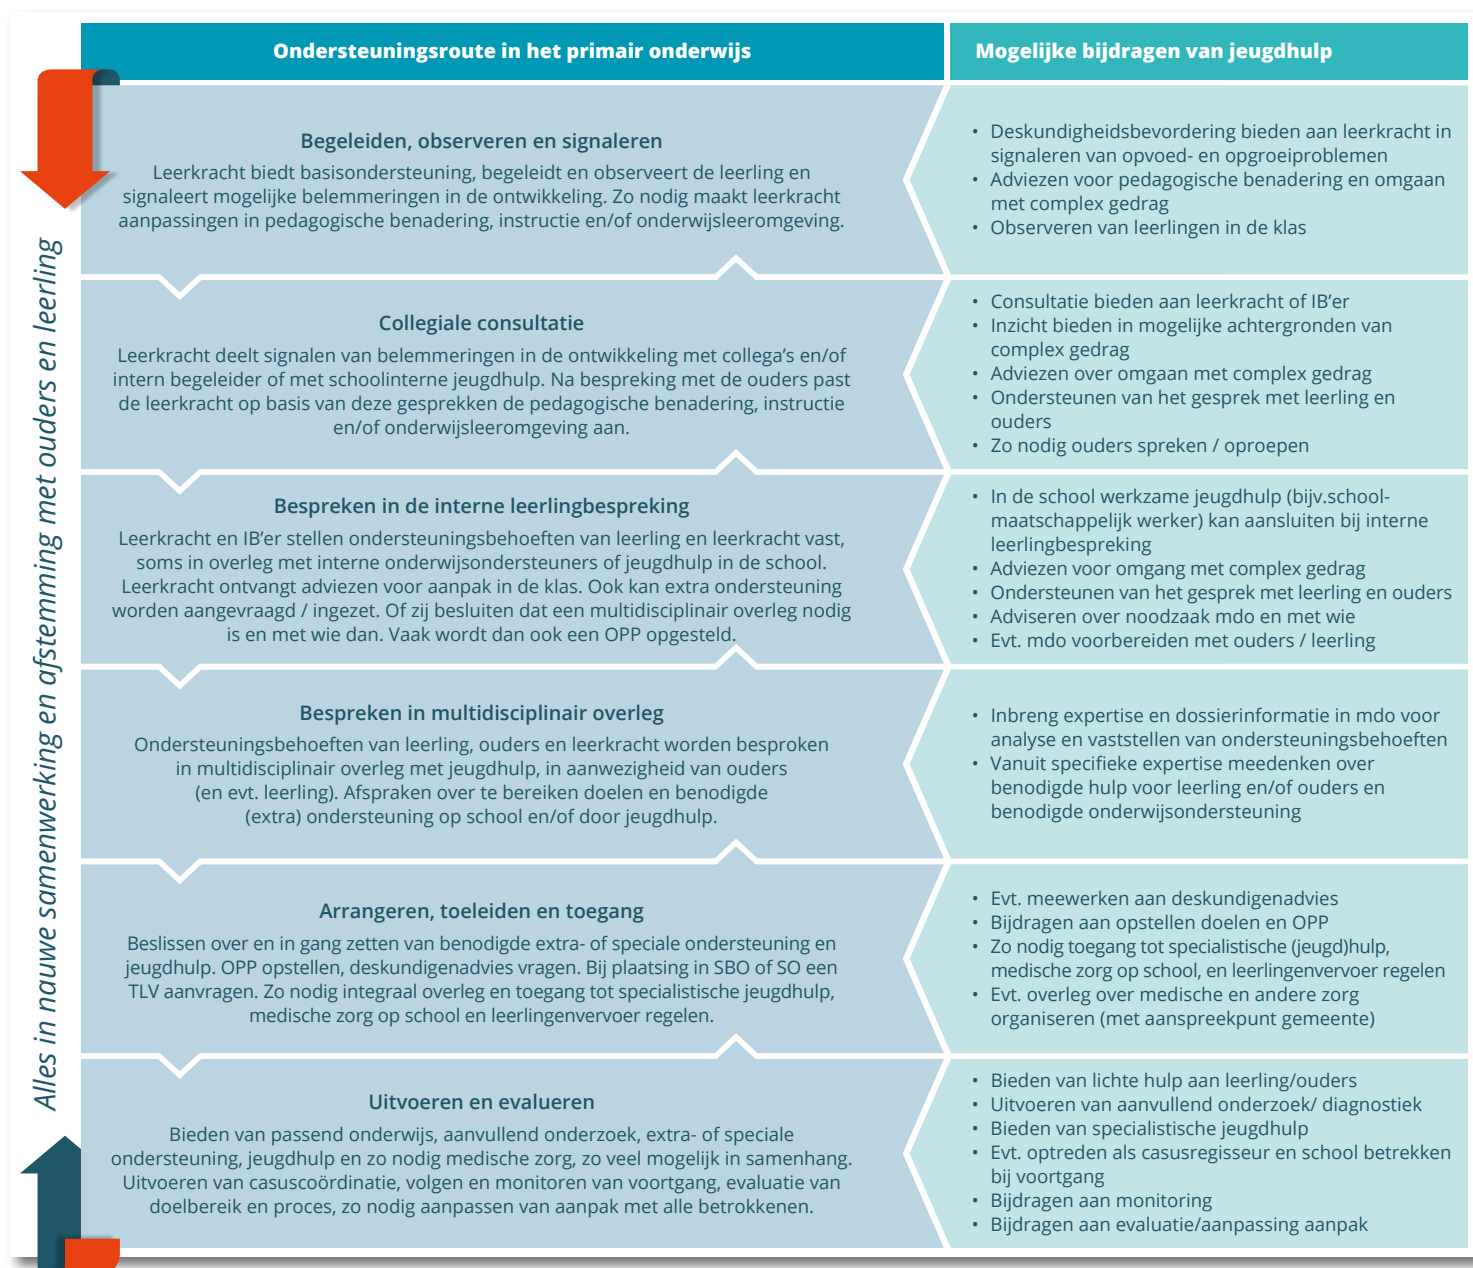 Ondersteuningsroute in het primair onderwijs
Mogelijke bijdragen van jeugdhulp
Alles in nauwe samenwerking en afstemming met ouders en leerling
Begeleiden, observeren en signaleren
Leerkracht biedt basisondersteuning, begeleidt en observeert de leerling en
signaleert mogelijke belemmeringen in de ontwikkeling. Zo nodig maakt leerkracht
aanpassingen in pedagogische benadering, instructie en/of onderwijsleeromgeving.
• Deskundigheidsbevordering bieden aan leerkracht in
signaleren van opvoed- en opgroeiproblemen
• Adviezen voor pedagogische benadering en omgaan
met complex gedrag
• Observeren van leerlingen in de klas
Collegiale consultatie
Leerkracht deelt signalen van belemmeringen in de ontwikkeling met collega’s en/of
intern begeleider of met schoolinterne jeugdhulp. Na bespreking met de ouders past
de leerkracht op basis van deze gesprekken de pedagogische benadering, instructie
en/of onderwijsleeromgeving aan.
• Consultatie bieden aan leerkracht of IB’er
• Inzicht bieden in mogelijke achtergronden van
complex gedrag
• Adviezen over omgaan met complex gedrag
• Ondersteunen van het gesprek met leerling en
ouders
• Zo nodig ouders spreken / oproepen
Bespreken in de interne leerlingbespreking
Leerkracht en IB’er stellen ondersteuningsbehoeften van leerling en leerkracht vast,
soms in overleg met interne onderwijsondersteuners of jeugdhulp in de school.
Leerkracht ontvangt adviezen voor aanpak in de klas. Ook kan extra ondersteuning
worden aangevraagd / ingezet. Of zij besluiten dat een multidisciplinair overleg nodig
is en met wie dan. Vaak wordt dan ook een OPP opgesteld.
• In de school werkzame jeugdhulp (bijv.school-
maatschappelijk werker) kan aansluiten bij interne
leerlingbespreking
• Adviezen voor omgang met complex gedrag
• Ondersteunen van het gesprek met leerling en ouders
• Adviseren over noodzaak mdo en met wie
• Evt. mdo voorbereiden met ouders / leerling
Bespreken in multidisciplinair overleg
Ondersteuningsbehoeften van leerling, ouders en leerkracht worden besproken
in multidisciplinair overleg met jeugdhulp, in aanwezigheid van ouders
(en evt. leerling). Afspraken over te bereiken doelen en benodigde
(extra) ondersteuning op school en/of door jeugdhulp.
• Inbreng expertise en dossierinformatie in mdo voor
analyse en vaststellen van ondersteuningsbehoeften
• Vanuit specifieke expertise meedenken over
benodigde hulp voor leerling en/of ouders en
benodigde onderwijsondersteuning
Arrangeren, toeleiden en toegang
Beslissen over en in gang zetten van benodigde extra- of speciale ondersteuning en
jeugdhulp. OPP opstellen, deskundigenadvies vragen. Bij plaatsing in SBO of SO een
TLV aanvragen. Zo nodig integraal overleg en toegang tot specialistische jeugdhulp,
medische zorg op school en leerlingenvervoer regelen.
• Evt. meewerken aan deskundigenadvies
• Bijdragen aan opstellen doelen en OPP
• Zo nodig toegang tot specialistische (jeugd)hulp,
medische zorg op school, en leerlingenvervoer regelen
• Evt. overleg over medische en andere zorg
organiseren (met aanspreekpunt gemeente)
Uitvoeren en evalueren
Bieden van passend onderwijs, aanvullend onderzoek, extra- of speciale
ondersteuning, jeugdhulp en zo nodig medische zorg, zo veel mogelijk in samenhang.
Uitvoeren van casuscoördinatie, volgen en monitoren van voortgang, evaluatie van
doelbereik en proces, zo nodig aanpassen van aanpak met alle betrokkenen.
• Bieden van lichte hulp aan leerling/ouders
• Uitvoeren van aanvullend onderzoek/ diagnostiek
• Bieden van specialistische jeugdhulp
• Evt. optreden als casusregisseur en school betrekken
bij voortgang
• Bijdragen aan monitoring
• Bijdragen aan evaluatie/aanpassing aanpak